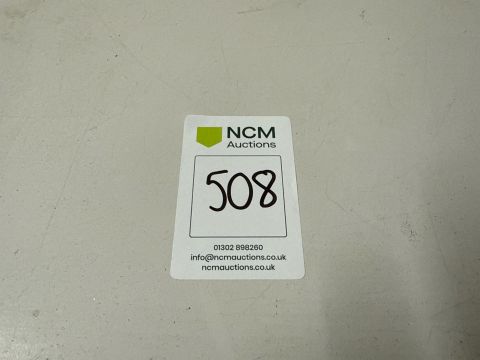 NCM
Auctions
508
01302 898260
info@ncmauctions.co.uk
ncmauctions.co.uk